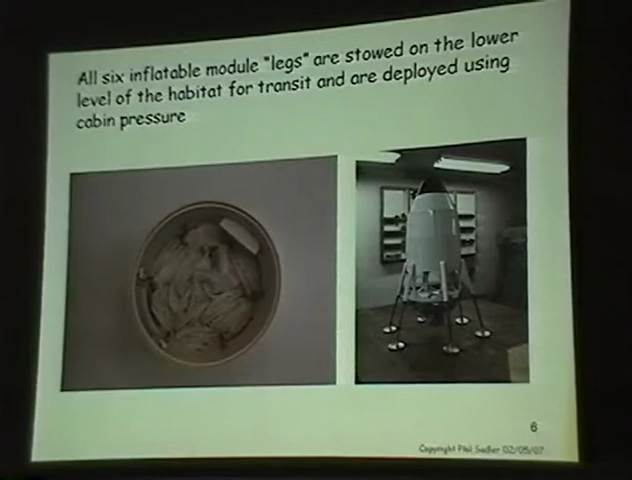 All six inflatable module "legs" are stowed on the lower
level of the habitat for transit and are deployed using
cabin pressure
6
Copyright Phil Sadler 02/05/07